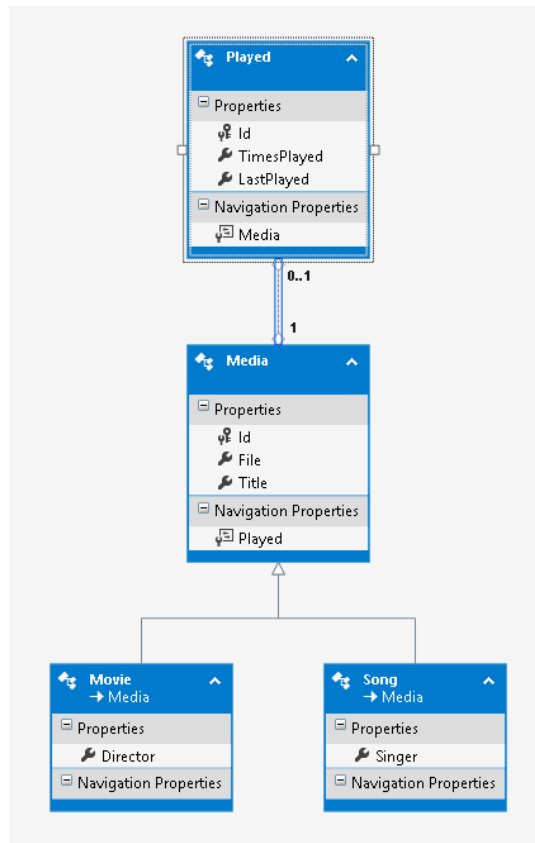 Played
Properties
Id
TimesPlayed
LastPlayed
Navigation Properties
Media
0..1
1
Media
Properties
Id
File
Title
Navigation Properties
Played
Movie
→ Media
Properties
Director
Navigation Properties
Song
→ Media
Properties
Singer
Navigation Properties